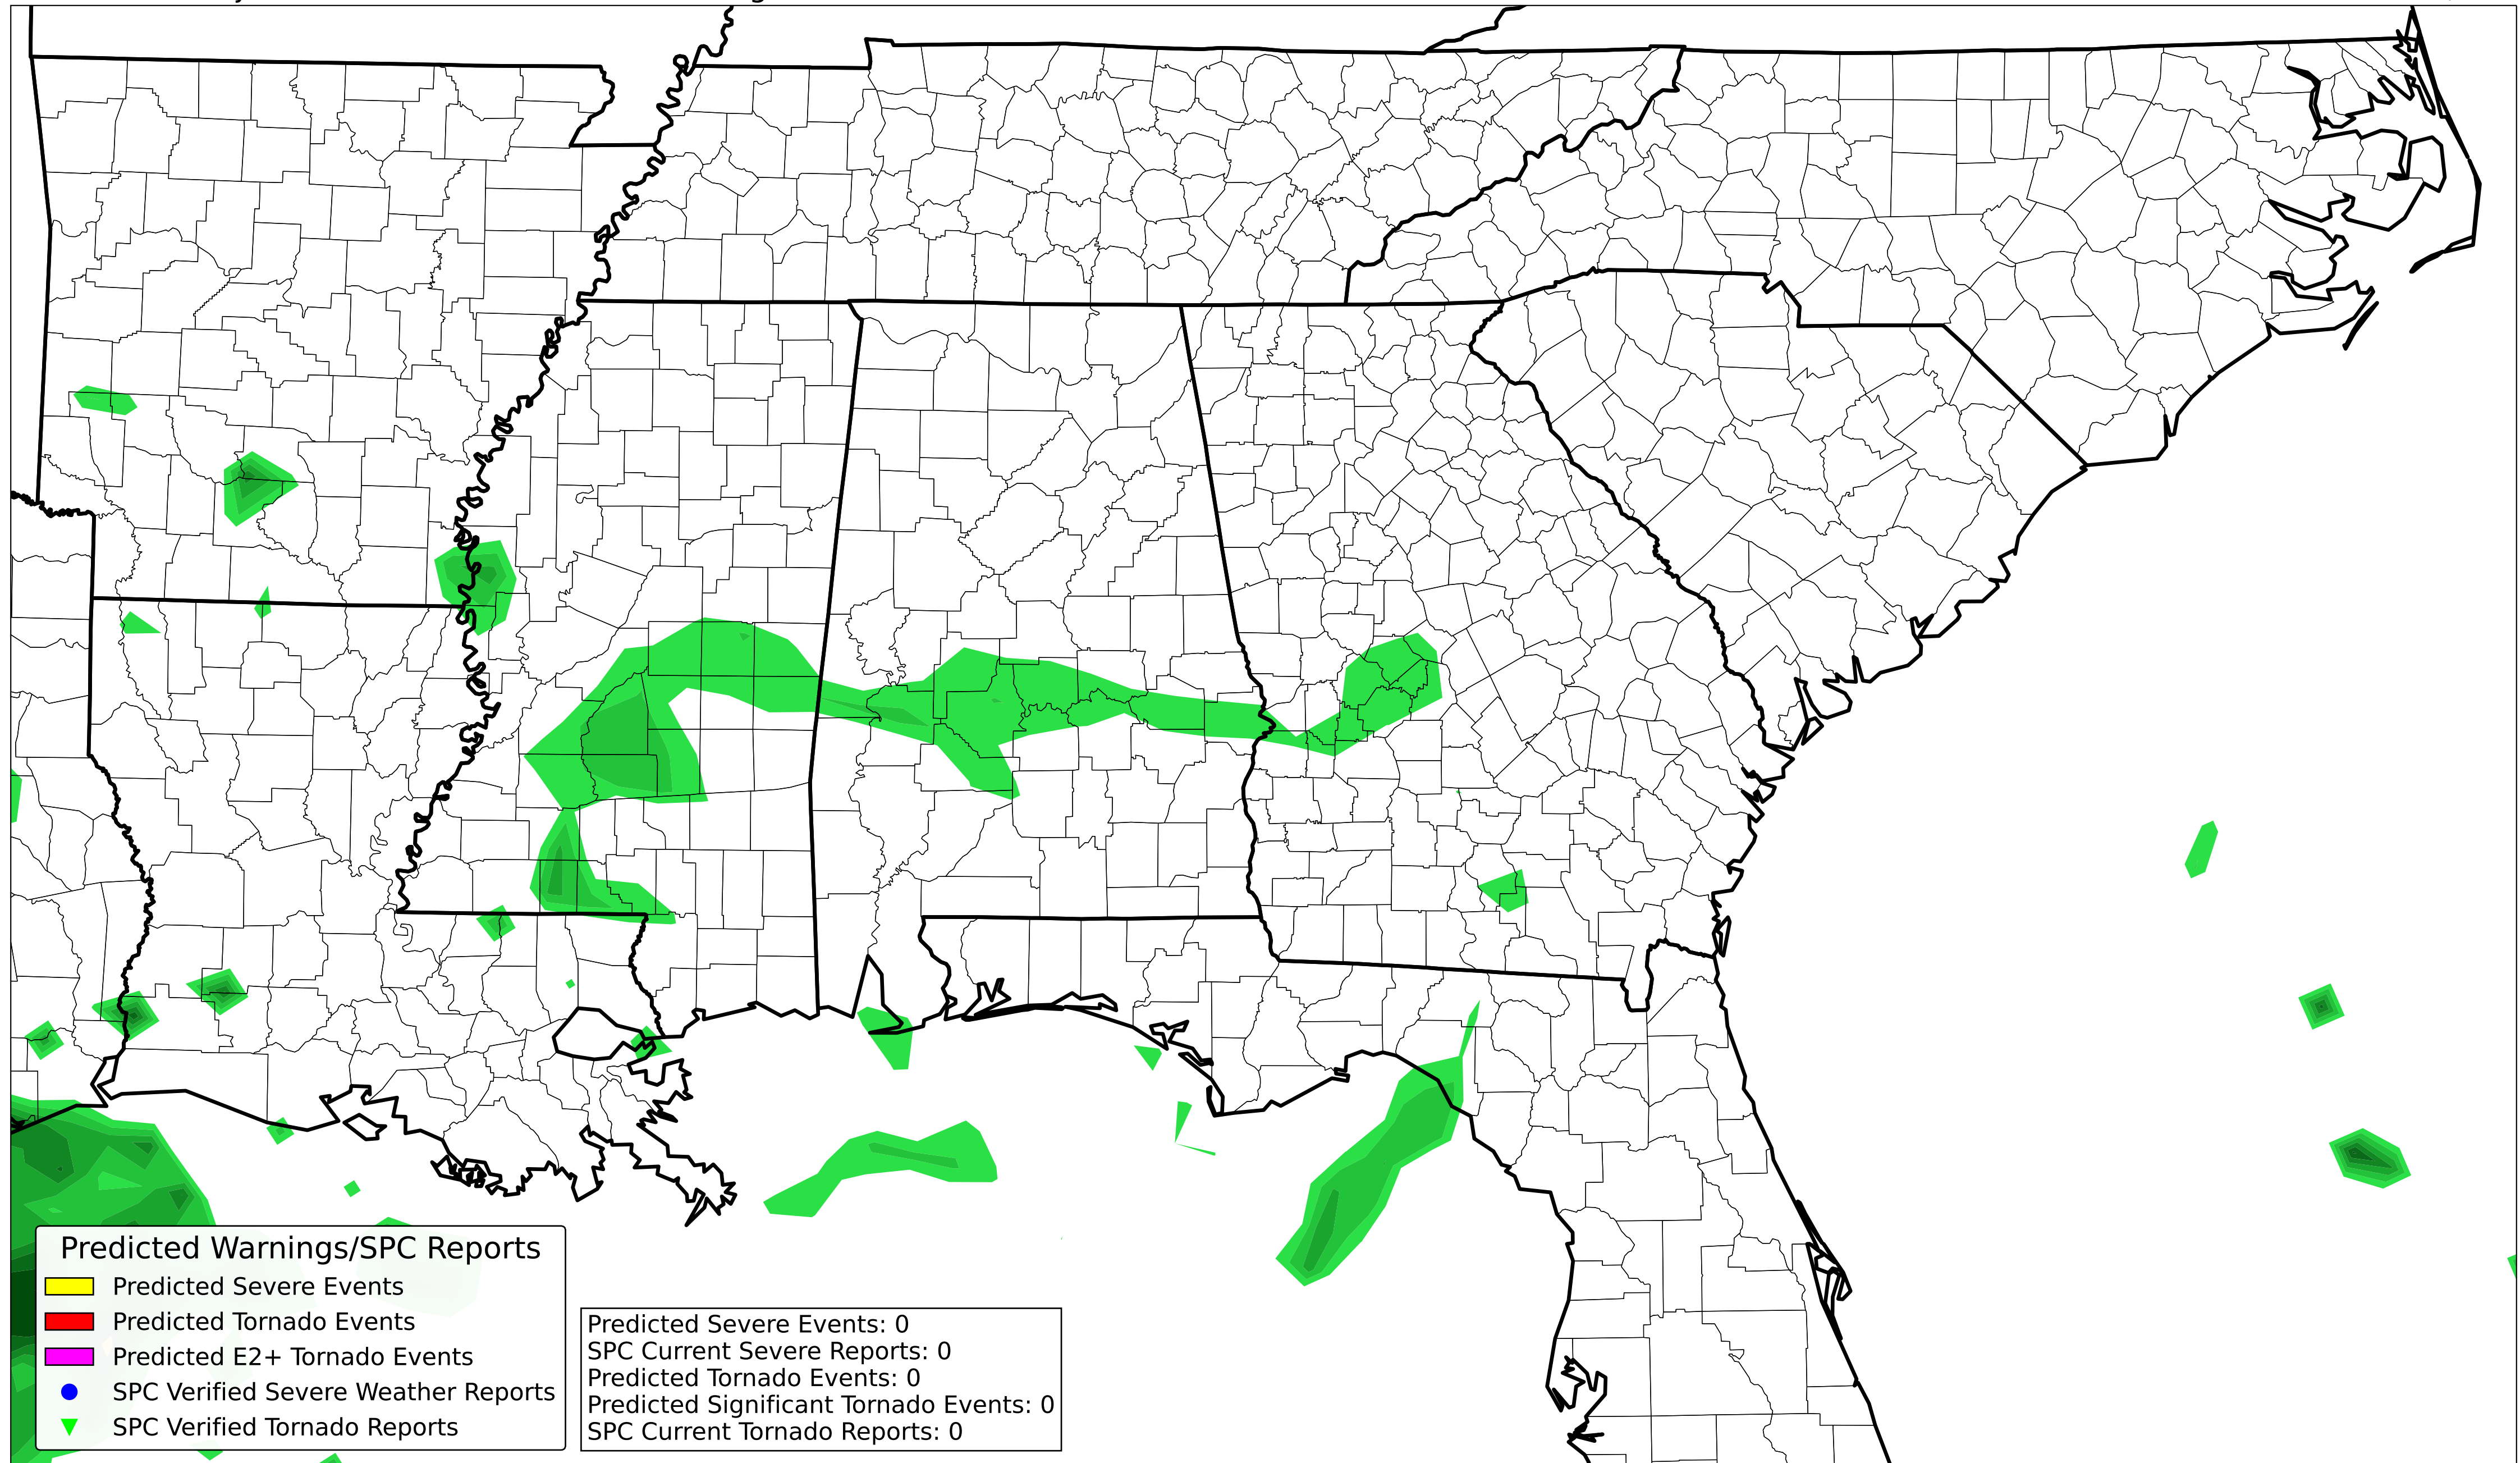 Predicted Warnings/SPC Reports
Predicted Severe Events
Predicted Tornado Events
Predicted E2+ Tornado Events
SPC Verified Severe Weather Reports
SPC Verified Tornado Reports
Predicted Severe Events: 0
SPC Current Severe Reports: 0
Predicted Tornado Events: 0
Predicted Significant Tornado Events: 0
SPC Current Tornado Reports: 0